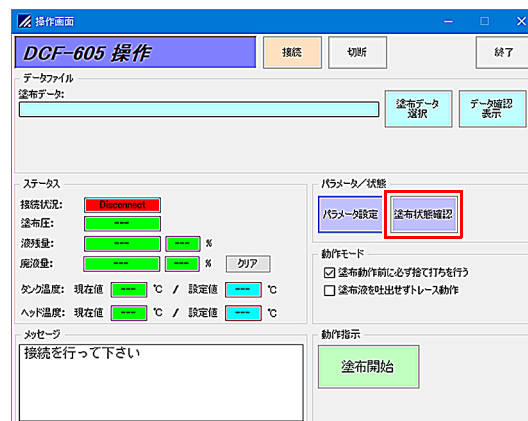 操作画面
DCF-605 操作
接続
切断
終了
データファイル
塗布データ:
塗布データ
選択
データ確認
表示
ステータス
接続状況: Disconnect
塗布圧: ---
液残量: --- --- %
廃液量: --- --- % クリア
タンク温度: 現在値 --- ℃ / 設定値 --- ℃
ヘッド温度: 現在値 --- ℃ / 設定値 --- ℃
パラメータ/状態
パラメータ設定
塗布状態確認
動作モード
塗布動作前に必ず捨て打ちを行う
塗布液を吐出せずトレース動作
メッセージ
接続を行って下さい
動作指示
塗布開始